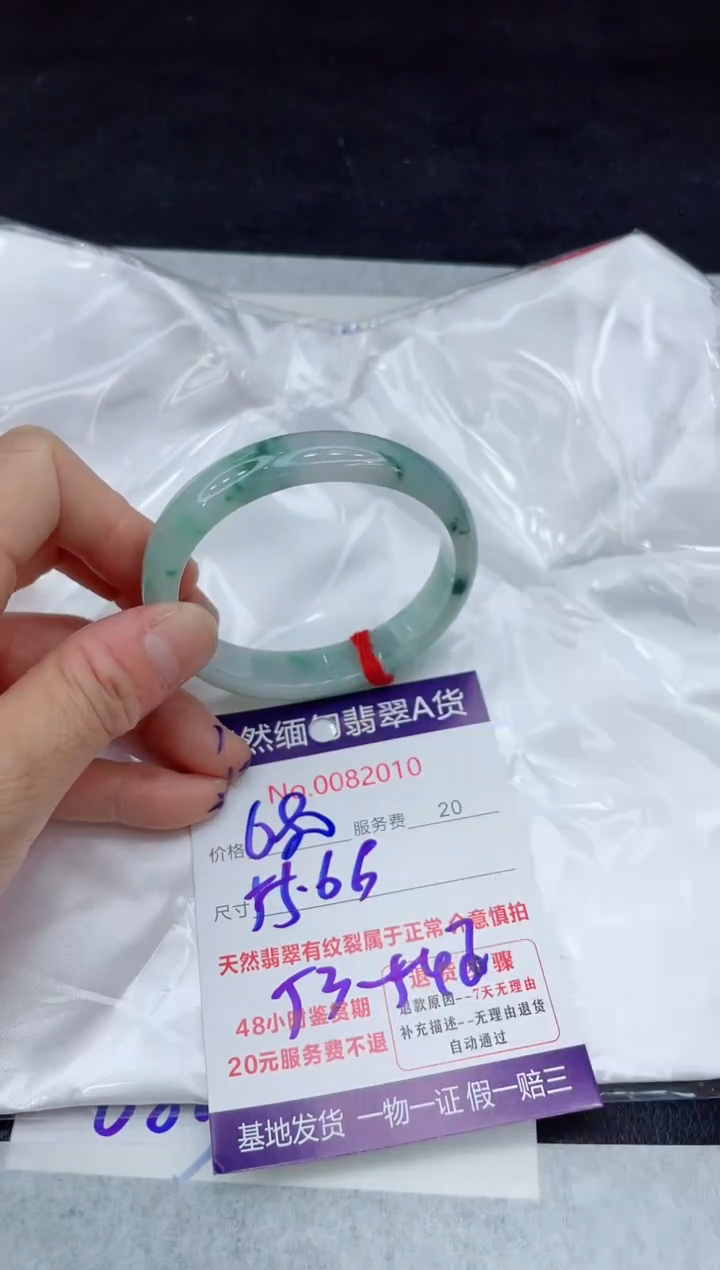 然缅甸翡翠A货
No.0082010
价格 服务费 20
尺寸 55.66
天然翡翠有纹裂属于正常 介意慎拍
48小时鉴赏期
20元服务费不退
退货步骤
退款原因--7天无理由
补充描述--无理由退货
自动通过
基地发货 一物一证 假一赔三